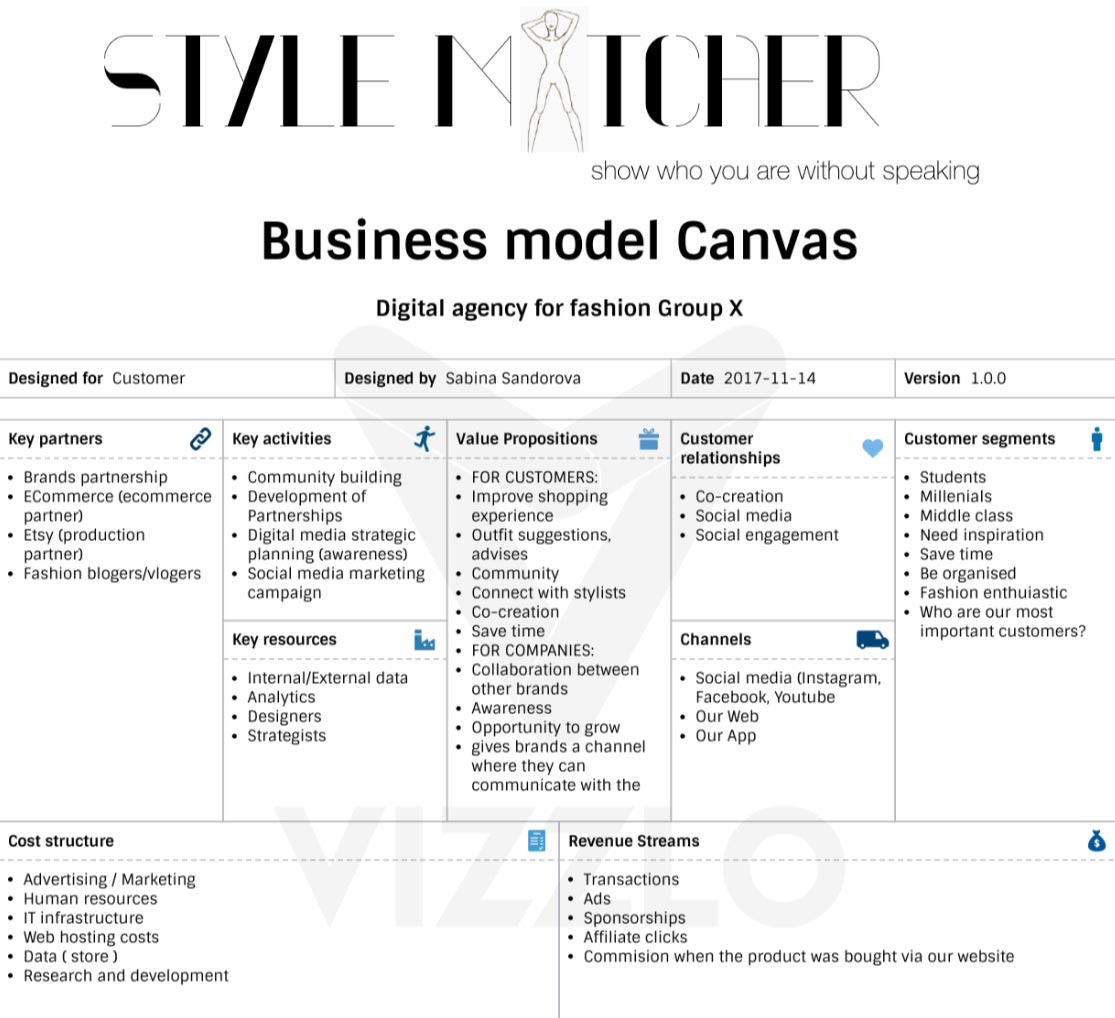 STYLE MATCHER
show who you are without speaking
Business model Canvas
Digital agency for fashion Group X
Designed for Customer
Designed by Sabina Sandorova
Date 2017-11-14
Version 1.0.0
Key partners
• Brands partnership
• ECommerce (ecommerce
partner)
• Etsy (production
partner)
• Fashion blogers/vlogers
Key activities
• Community building
• Development of
Partnerships
• Digital media strategic
planning (awareness)
• Social media marketing
campaign
Key resources
• Internal/External data
• Analytics
• Designers
• Strategists
Value Propositions
• FOR CUSTOMERS:
• Improve shopping
experience
• Outfit suggestions,
advises
• Community
• Connect with stylists
• Co-creation
• Save time
• FOR COMPANIES:
• Collaboration between
other brands
• Awareness
• Opportunity to grow
• gives brands a channel
where they can
communicate with the
Customer
relationships
• Co-creation
• Social media
• Social engagement
Channels
• Social media (Instagram,
Facebook, Youtube
• Our Web
• Our App
Customer segments
• Students
• Millenials
• Middle class
• Need inspiration
• Save time
• Be organised
• Fashion enthuiastic
• Who are our most
important customers?
Cost structure
• Advertising / Marketing
• Human resources
• IT infrastructure
• Web hosting costs
• Data ( store )
• Research and development
Revenue Streams
• Transactions
• Ads
• Sponsorships
• Affiliate clicks
• Commision when the product was bought via our website
VIZZLO